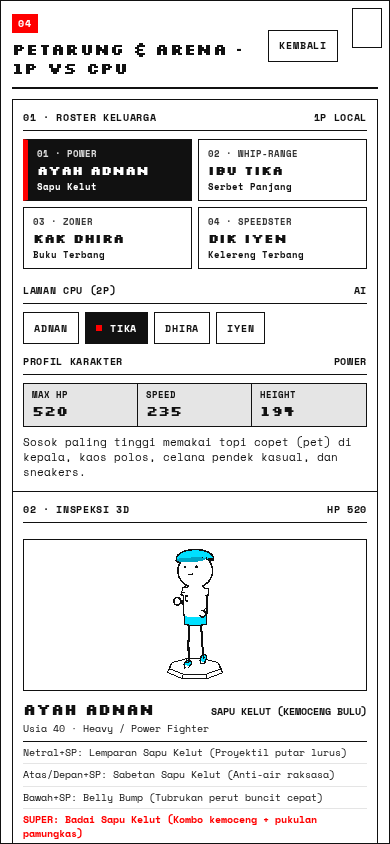 04
PETARUNG & ARENA ·
1P VS CPU
KEMBALI
01 · ROSTER KELUARGA
1P LOCAL
01 · POWER
AYAH ADNAN
Sapu Kelut
02 · WHIP-RANGE
IBU TIKA
Serbet Panjang
03 · ZONER
KAK DHIRA
Buku Terbang
04 · SPEEDSTER
DIK IYEN
Kelereng Terbang
LAWAN CPU (2P)
AI
ADNAN
TIKA
DHIRA
IYEN
PROFIL KARAKTER
POWER
MAX HP
520
SPEED
235
HEIGHT
194
Sosok paling tinggi memakai topi copet (pet) di
kepala, kaos polos, celana pendek kasual, dan
sneakers.
02 · INSPEKSI 3D
HP 520
AYAH ADNAN
SAPU KELUT (KEMOCENG BULU)
Usia 40 · Heavy / Power Fighter
Netral+SP: Lemparan Sapu Kelut (Proyektil putar lurus)
Atas/Depan+SP: Sabetan Sapu Kelut (Anti-air raksasa)
Bawah+SP: Belly Bump (Tubrukan perut buncit cepat)
SUPER: Badai Sapu Kelut (Kombo kemoceng + pukulan
pamungkas)